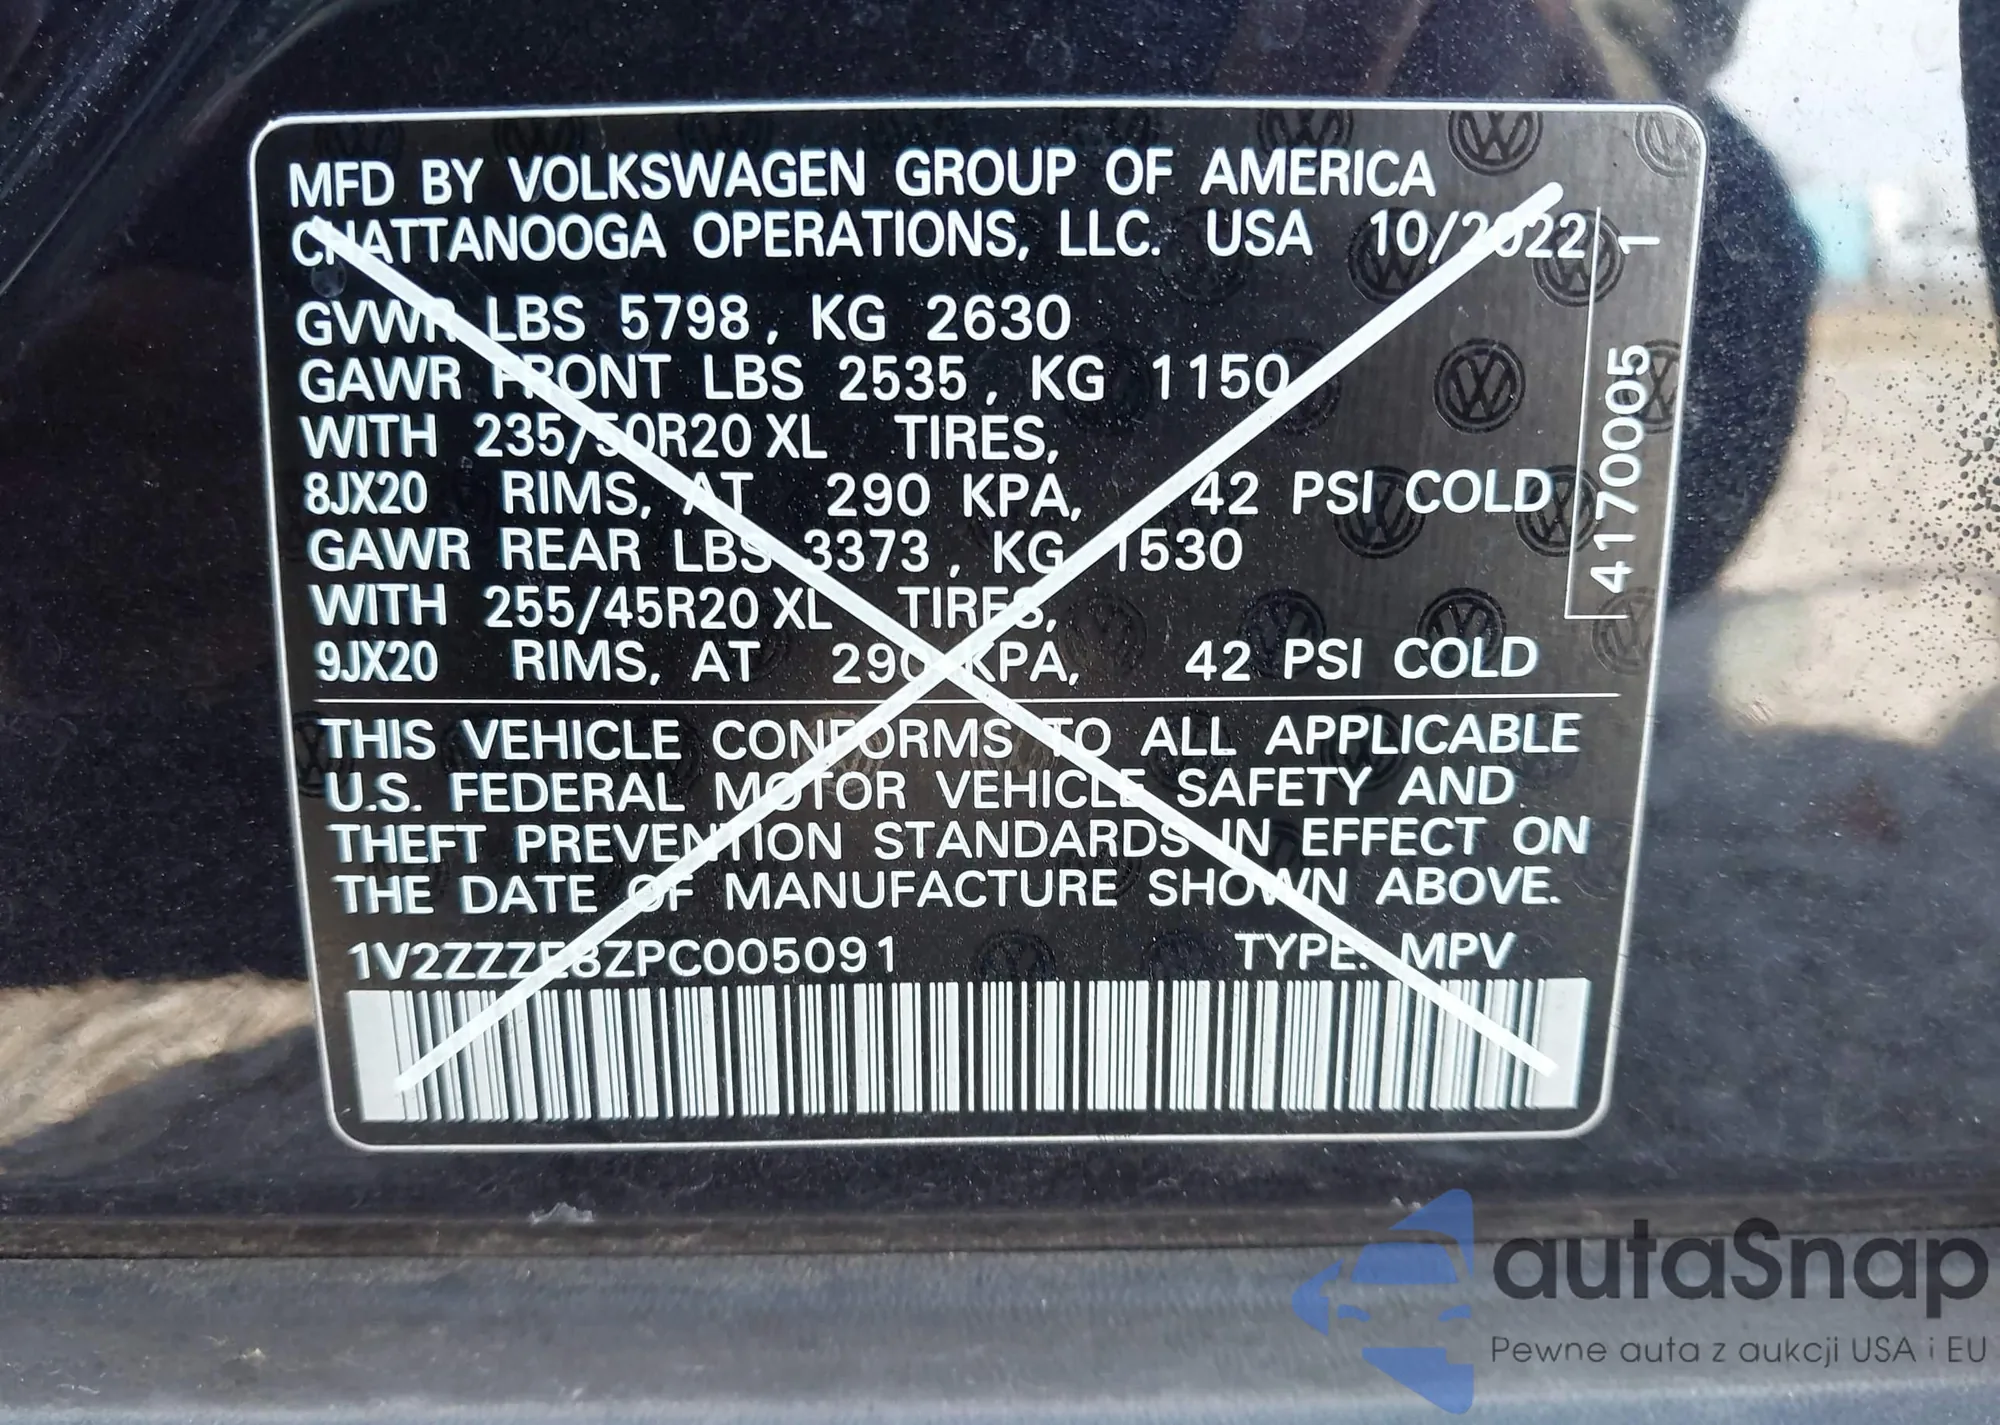 MFD BY VOLKSWAGEN GROUP OF AMERICA
CHATTANOOGA OPERATIONS, LLC. USA 10/2022
GVWR LBS 5798, KG 2630
GAWR FRONT LBS 2535, KG 1150
WITH 235/50R20 XL TIRES,
8JX20 RIMS, AT 290 KPA, 42 PSI COLD
GAWR REAR LBS 3373, KG 1530
WITH 255/45R20 XL TIRES,
9JX20 RIMS, AT 290 KPA, 42 PSI COLD
4170005 1
THIS VEHICLE CONFORMS TO ALL APPLICABLE
U.S. FEDERAL MOTOR VEHICLE SAFETY AND
THEFT PREVENTION STANDARDS IN EFFECT ON
THE DATE OF MANUFACTURE SHOWN ABOVE.
1V2ZZZE8ZPC005091 TYPE: MPV
autaSnap
Pewne auta z aukcji USA i EU